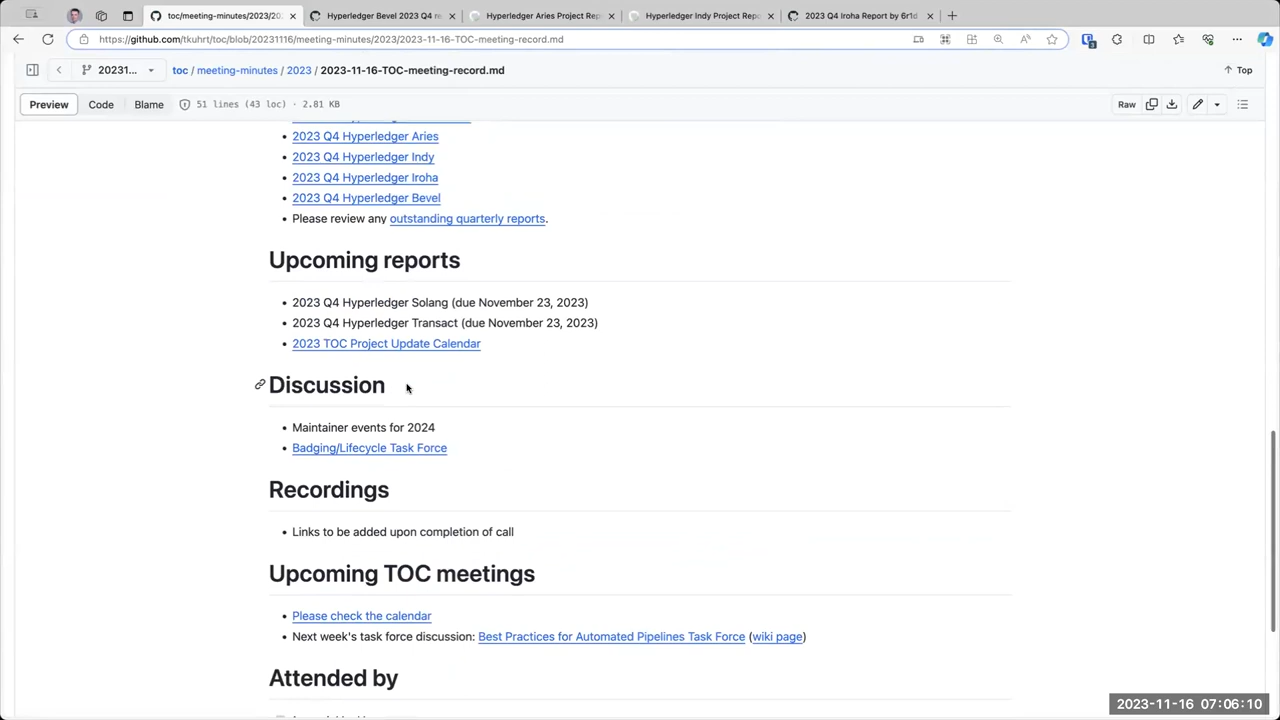 toc/meeting-minutes/2023/20
Hyperledger Bevel 2023 Q4 re
Hyperledger Aries Project Rep
Hyperledger Indy Project Repo
2023 Q4 Iroha Report by 6r1d
https://github.com/tkuhrt/toc/blob/20231116/meeting-minutes/2023/2023-11-16-TOC-meeting-record.md
20231...
toc / meeting-minutes / 2023 / 2023-11-16-TOC-meeting-record.md
Top
Preview
Code
Blame
51 lines (43 loc) · 2.81 KB
Raw
• 2023 Q4 Hyperledger Aries
• 2023 Q4 Hyperledger Indy
• 2023 Q4 Hyperledger Iroha
• 2023 Q4 Hyperledger Bevel
• Please review any outstanding quarterly reports.
Upcoming reports
• 2023 Q4 Hyperledger Solang (due November 23, 2023)
• 2023 Q4 Hyperledger Transact (due November 23, 2023)
• 2023 TOC Project Update Calendar
Discussion
• Maintainer events for 2024
• Badging/Lifecycle Task Force
Recordings
• Links to be added upon completion of call
Upcoming TOC meetings
• Please check the calendar
• Next week's task force discussion: Best Practices for Automated Pipelines Task Force (wiki page)
Attended by
2023-11-16 07:06:10